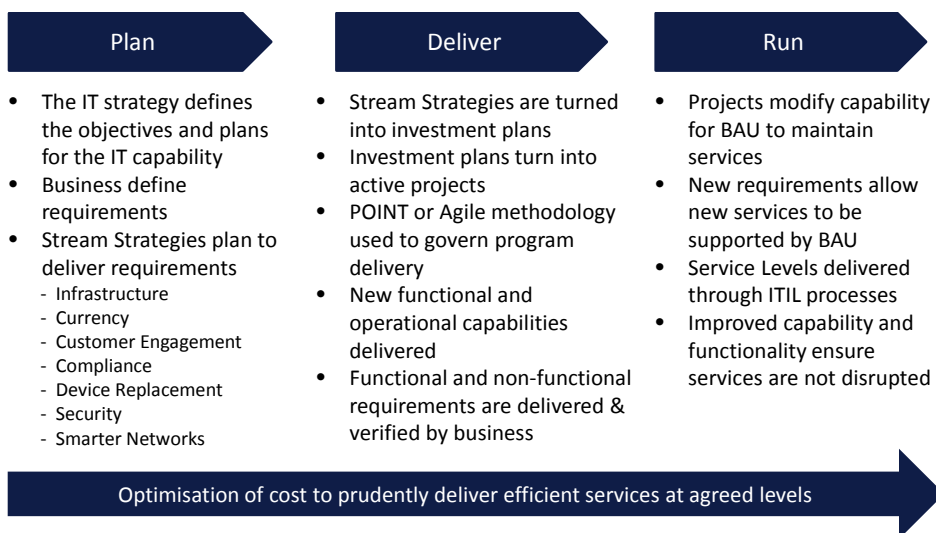 Plan
• The IT strategy defines
the objectives and plans
for the IT capability
• Business define
requirements
• Stream Strategies plan to
deliver requirements
- Infrastructure
- Currency
- Customer Engagement
- Compliance
- Device Replacement
- Security
- Smarter Networks
Deliver
• Stream Strategies are turned
into investment plans
• Investment plans turn into
active projects
• POINT or Agile methodology
used to govern program
delivery
• New functional and
operational capabilities
delivered
• Functional and non-functional
requirements are delivered &
verified by business
Run
• Projects modify capability
for BAU to maintain
services
• New requirements allow
new services to be
supported by BAU
• Service Levels delivered
through ITIL processes
• Improved capability and
functionality ensure
services are not disrupted
Optimisation of cost to prudently deliver efficient services at agreed levels